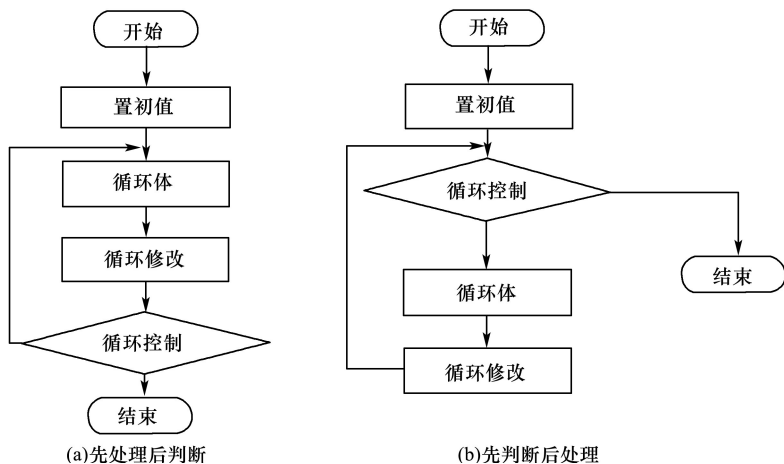 开始
置初值
循环体
循环修改
循环控制
结束
(a)先处理后判断
开始
置初值
循环控制
循环体
循环修改
结束
(b)先判断后处理